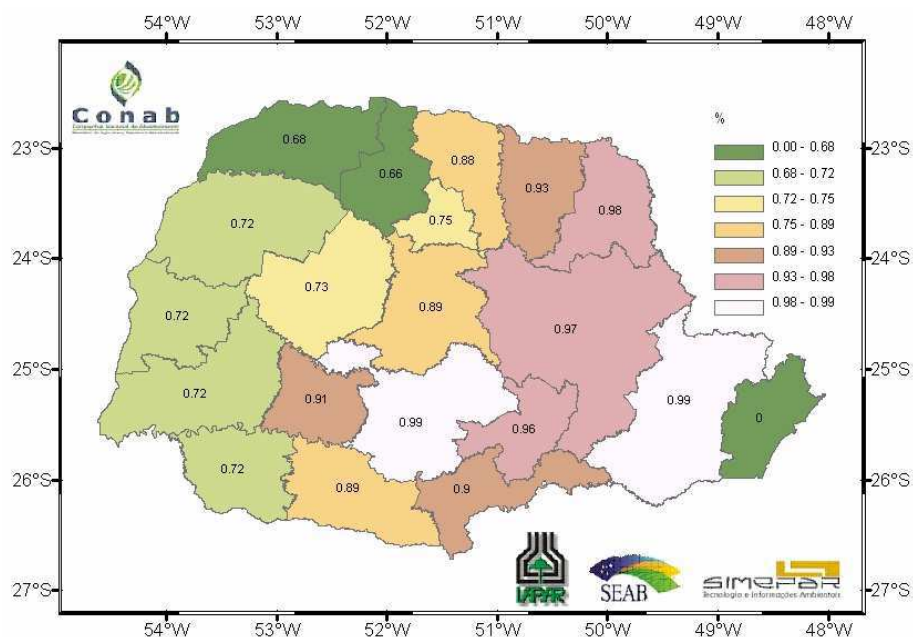 54°W 53°W 52°W 51°W 50°W 49°W 48°W
Conab
%
23°S
24°S
25°S
26°S
27°S
0.00 - 0.68
0.68 - 0.72
0.72 - 0.75
0.75 - 0.89
0.89 - 0.93
0.93 - 0.98
0.98 - 0.99
23°S
24°S
25°S
26°S
27°S
0.68
0.66
0.88
0.93
0.98
0.72
0.75
0.73
0.89
0.72
0.97
0.72
0.91
0.99
0.96
0.99
0
0.72
0.89
0.9
IAPAR
SEAB
SIMEPAR
Tecnologia e Informações Ambientais
54°W 53°W 52°W 51°W 50°W 49°W 48°W